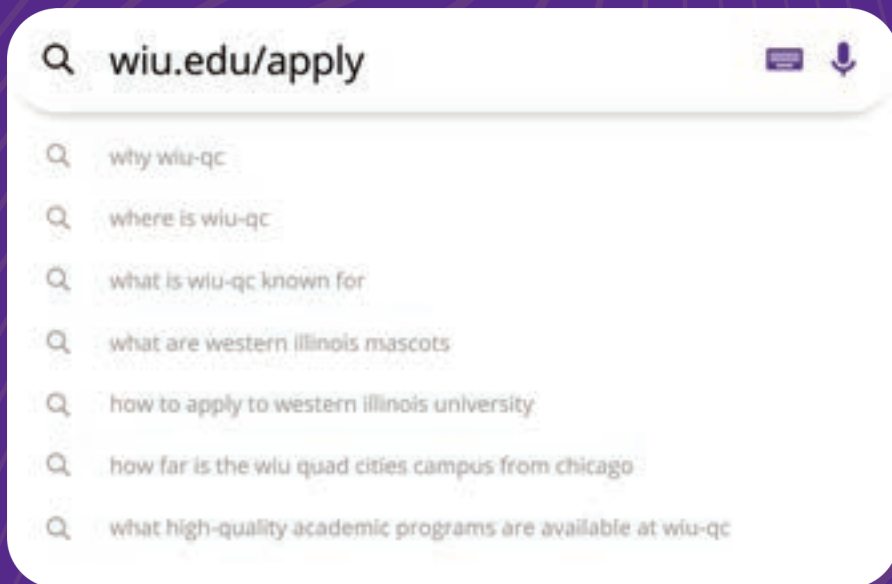 wiu.edu/apply
why wiu-qc
where is wiu-qc
what is wiu-qc known for
what are western illinois mascots
how to apply to western illinois university
how far is the wiu quad cities campus from chicago
what high-quality academic programs are available at wiu-qc